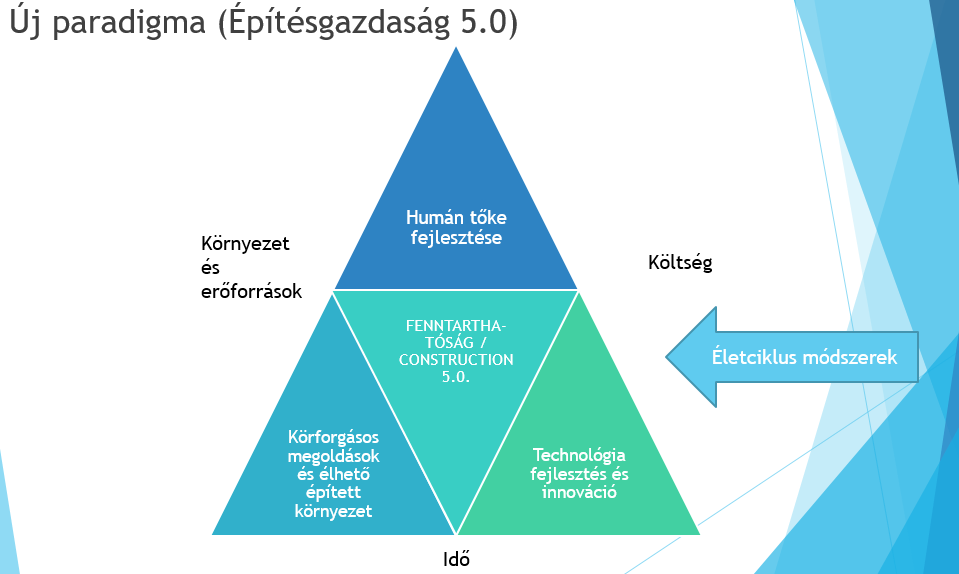 Új paradigma (Építésgazdaság 5.0)
Humán tőke
fejlesztése
Környezet
és
erőforrások
Költség
FENNTARTHA-
TÓSÁG /
CONSTRUCTION
5.0.
Életciklus módszerek
Körforgásos
megoldások
és élhető
épített
környezet
Technológia
fejlesztés és
innováció
Idő